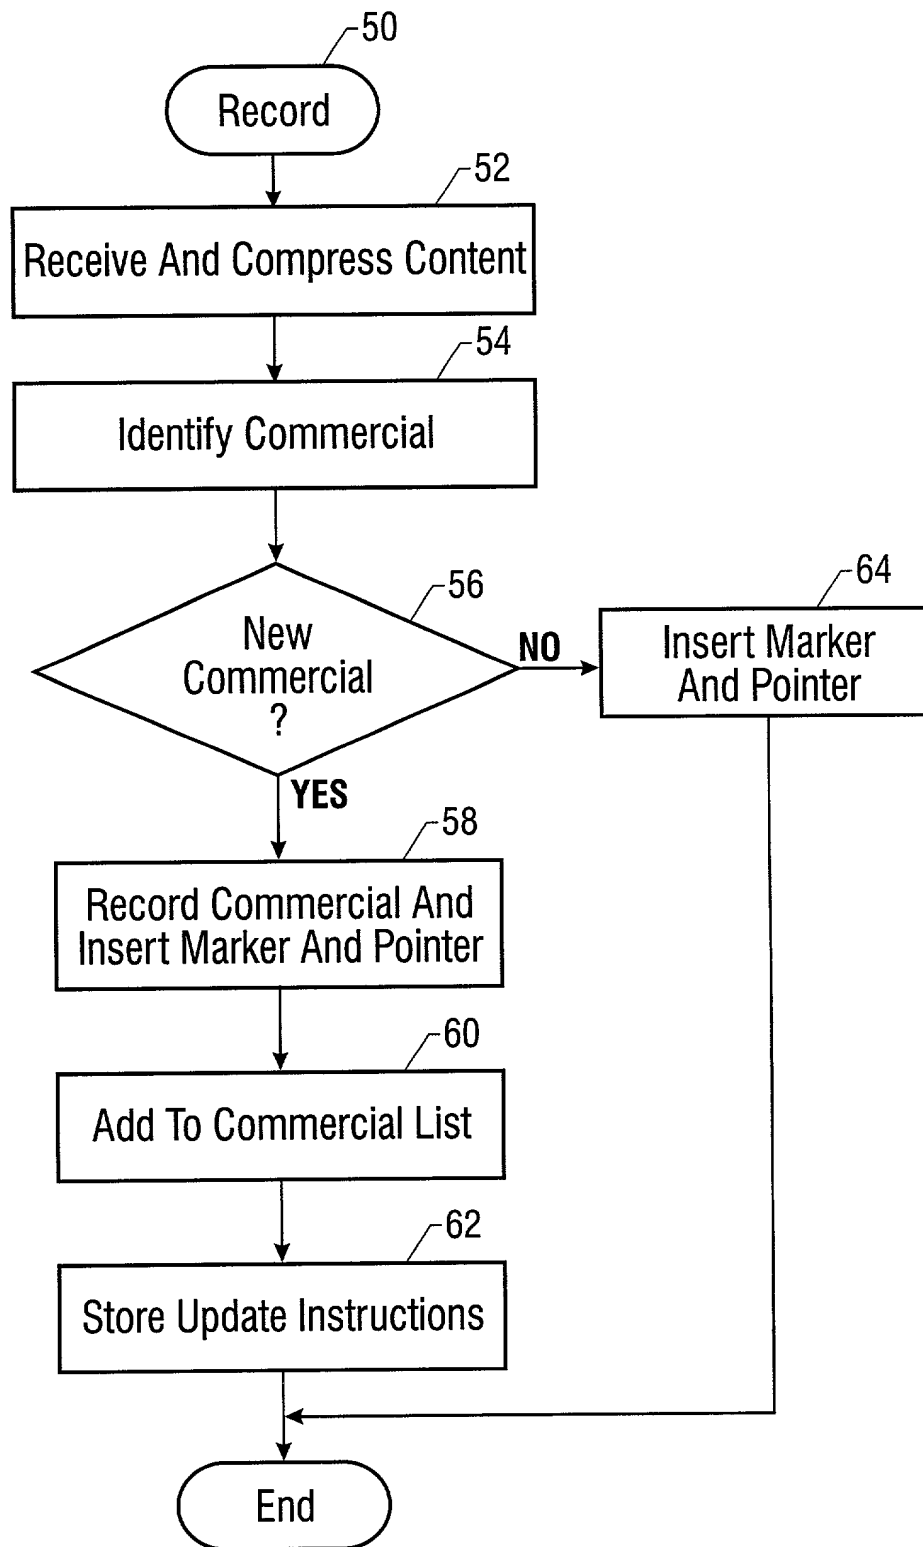 50
Record
52
Receive And Compress Content
54
Identify Commercial
56
New
Commercial
?
NO
64
Insert Marker
And Pointer
YES
58
Record Commercial And
Insert Marker And Pointer
60
Add To Commercial List
62
Store Update Instructions
End